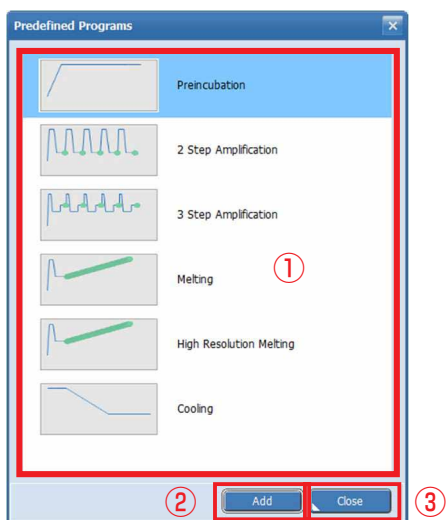 Predefined Programs
Preincubation
2 Step Amplification
3 Step Amplification
①
Melting
High Resolution Melting
Cooling
② Add Close ③